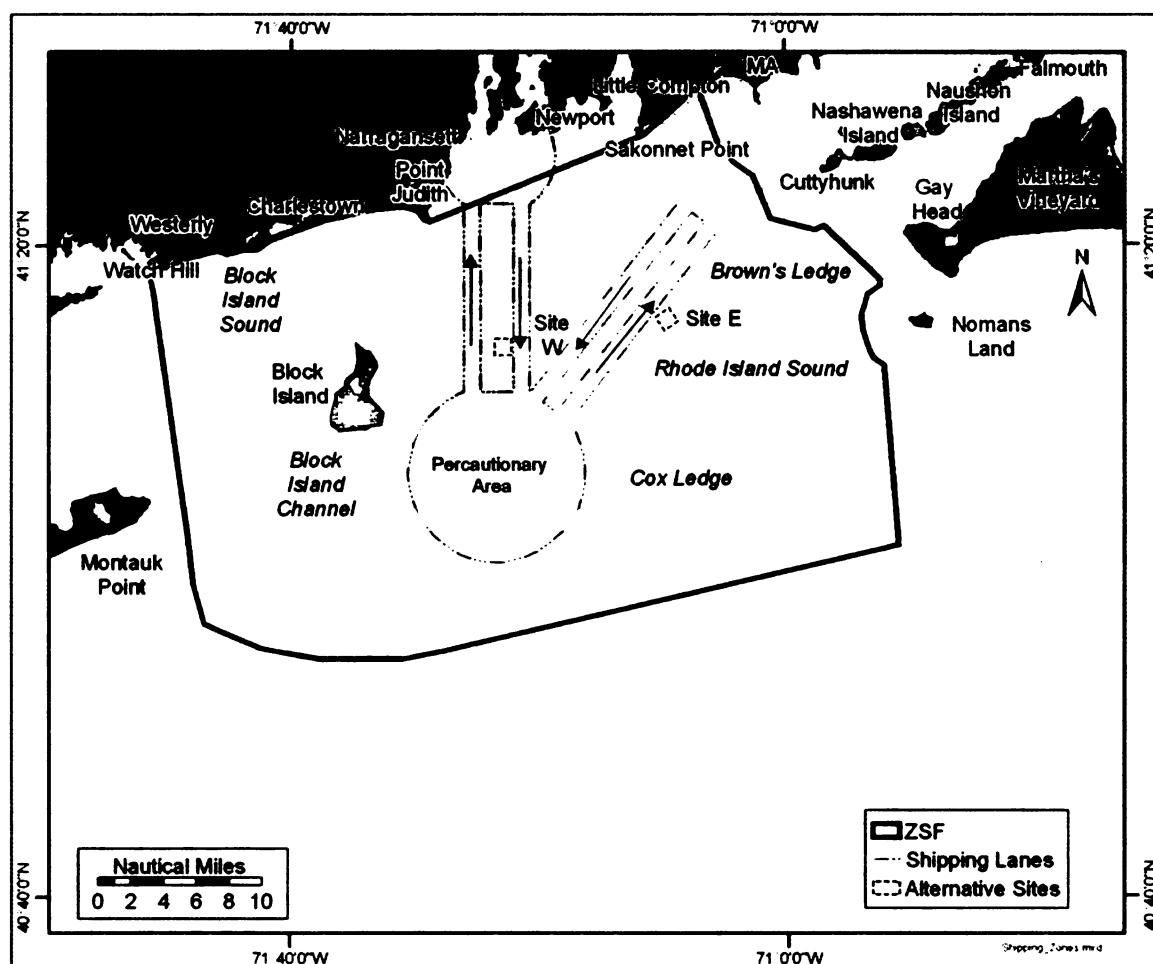 71°40'0"W
71°0'0"W
MA
Falmouth
Little Compton
Naushon
Island
Newport
Nashawena
Island
Narragansett
Sakonnet Point
Point
Judith
Cuttyhunk
Gay
Head
Martha's
Vineyard
Charlestown
Westerly
41°20'0"N
41°20'0"N
Watch Hill
Block
Island
Sound
Brown's Ledge
N
Site
W
Site E
Nomans
Land
Block
Island
Rhode Island Sound
Block
Island
Channel
Percautionary
Area
Cox Ledge
Montauk
Point
ZSF
Shipping Lanes
Alternative Sites
Nautical Miles
0 2 4 6 8 10
40°40'0"N
40°40'0"N
71°40'0"W
71°0'0"W
Shipping_Zones.mxd